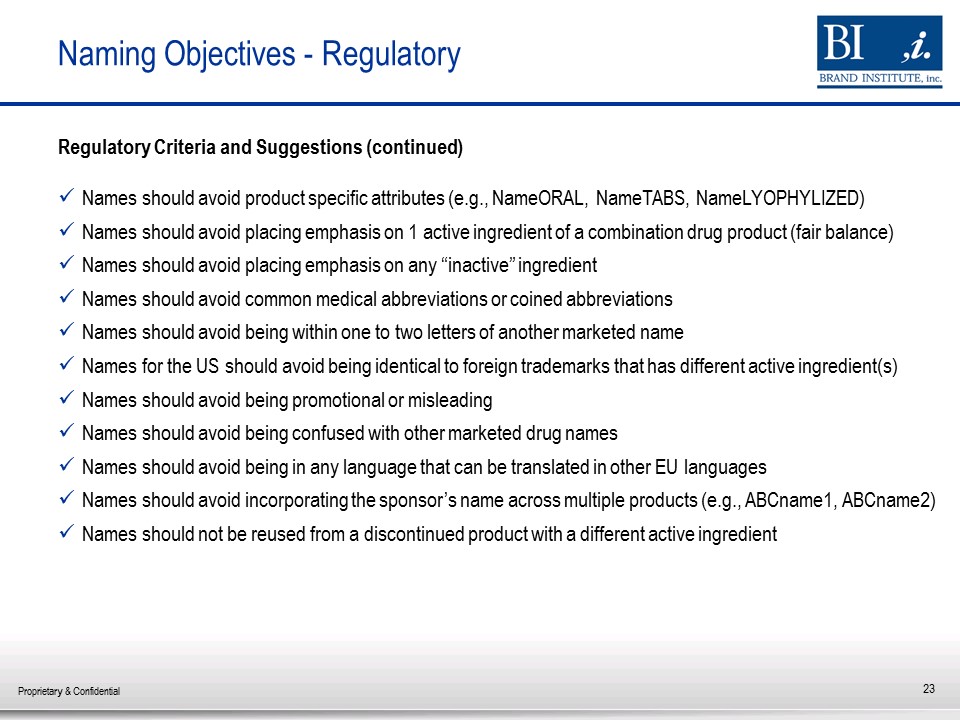 Naming Objectives - Regulatory
BI ,i.
BRAND INSTITUTE, inc.
Regulatory Criteria and Suggestions (continued)
✓ Names should avoid product specific attributes (e.g., NameORAL, NameTABS, NameLYOPHYLIZED)
✓ Names should avoid placing emphasis on 1 active ingredient of a combination drug product (fair balance)
✓ Names should avoid placing emphasis on any “inactive” ingredient
✓ Names should avoid common medical abbreviations or coined abbreviations
✓ Names should avoid being within one to two letters of another marketed name
✓ Names for the US should avoid being identical to foreign trademarks that has different active ingredient(s)
✓ Names should avoid being promotional or misleading
✓ Names should avoid being confused with other marketed drug names
✓ Names should avoid being in any language that can be translated in other EU languages
✓ Names should avoid incorporating the sponsor’s name across multiple products (e.g., ABCname1, ABCname2)
✓ Names should not be reused from a discontinued product with a different active ingredient
Proprietary & Confidential
23